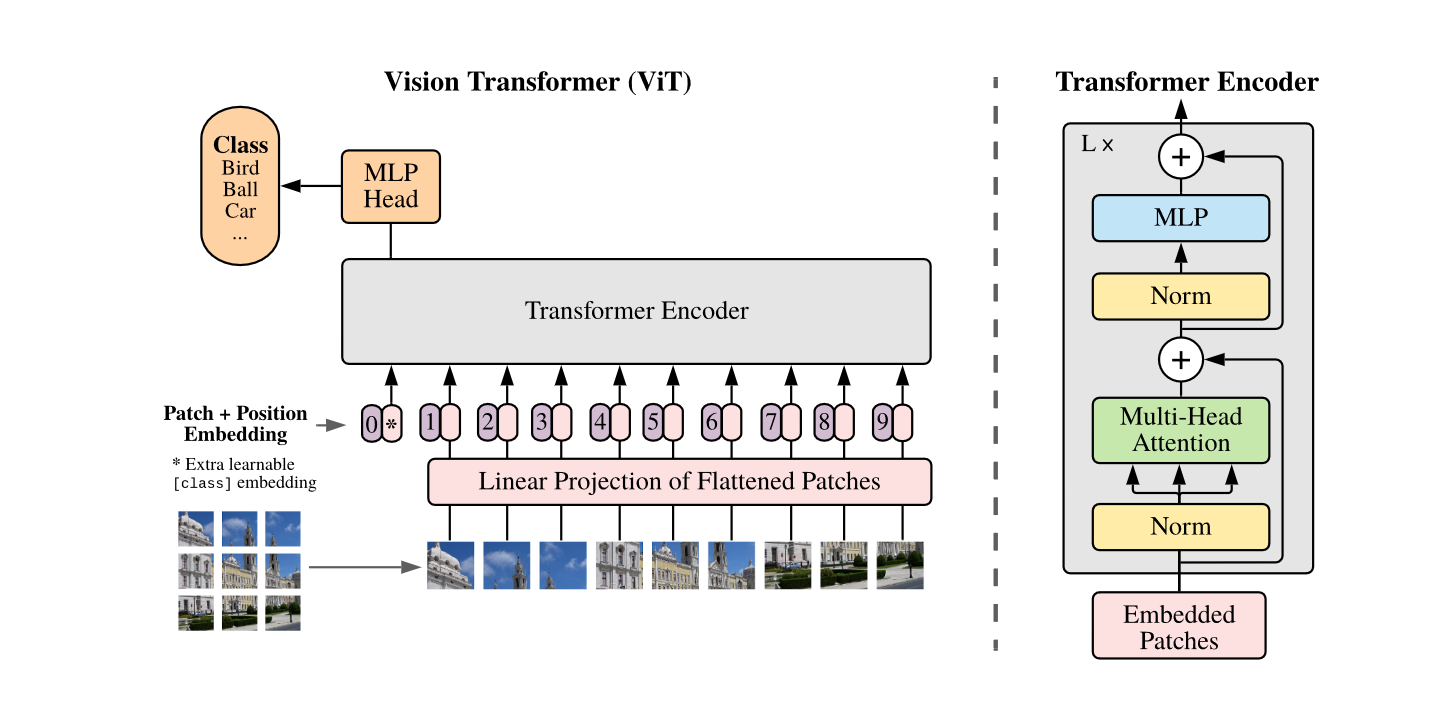 Vision Transformer (ViT)
Class
Bird
Ball
Car
...
MLP
Head
Transformer Encoder
Patch + Position
Embedding
0 * 1 2 3 4 5 6 7 8 9
* Extra learnable
[class] embedding
Linear Projection of Flattened Patches
Transformer Encoder
L x
+
MLP
Norm
+
Multi-Head
Attention
Norm
Embedded
Patches